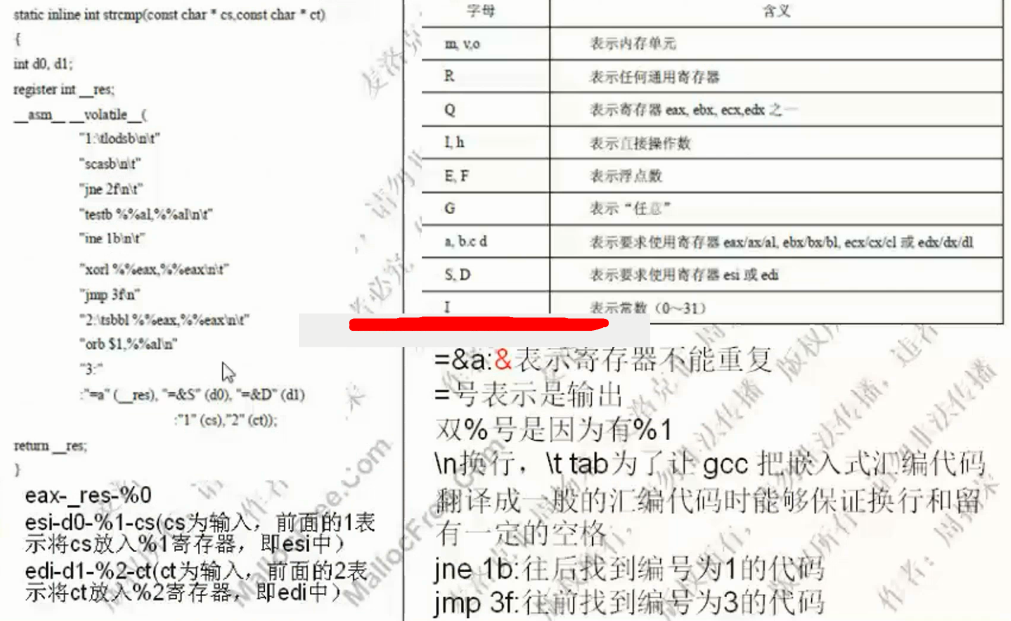 static inline int strcmp(const char * cs,const char * ct)
{
int d0, d1;
register int __res;
__asm__ __volatile__(
"1:\tlodsb\n\t"
"scasb\n\t"
"jne 2f\n\t"
"testb %%al,%%al\n\t"
"jne 1b\n\t"
"xorl %%eax,%%eax\n\t"
"jmp 3f\n"
"2:\tsbbl %%eax,%%eax\n\t"
"orb $1,%%al\n"
"3:"
:"=a" (__res), "=&S" (d0), "=&D" (d1)
:"1" (cs),"2" (ct));
return __res;
}
eax-_res-%0
esi-d0-%1-cs(cs为输入，前面的1表
示将cs放入%1寄存器，即esi中）
edi-d1-%2-ct(ct为输入，前面的2表
示将ct放入%2寄存器，即edi中）
字母 含义
m, v,o 表示内存单元
R 表示任何通用寄存器
Q 表示寄存器 eax, ebx, ecx,edx 之一
I, h 表示直接操作数
E, F 表示浮点数
G 表示“任意”
a, b.c d 表示要求使用寄存器 eax/ax/al, ebx/bx/bl, ecx/cx/cl 或 edx/dx/dl
S, D 表示要求使用寄存器 esi 或 edi
I 表示常数（0～31）
=&a:&表示寄存器不能重复
=号表示是输出
双%号是因为有%1
\n换行，\t tab为了让 gcc 把嵌入式汇编代码
翻译成一般的汇编代码时能够保证换行和留
有一定的空格
jne 1b:往后找到编号为1的代码
jmp 3f:往前找到编号为3的代码
MallocFree.Com
MallocFree.Com